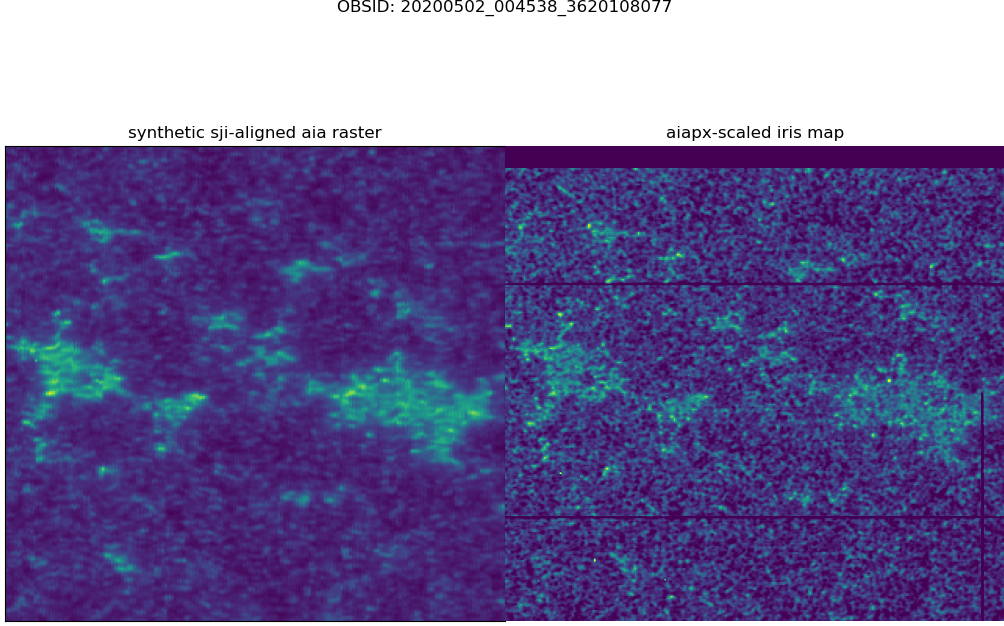 OBSID: 20200502_004538_3620108077
synthetic sji-aligned aia raster
aiapx-scaled iris map